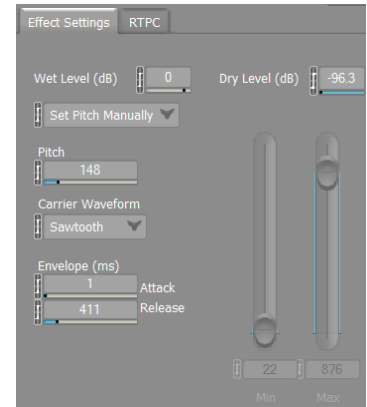 Effect Settings RTPC
Wet Level (dB) 0 Dry Level (dB) -96.3
Set Pitch Manually
Pitch
148
Carrier Waveform
Sawtooth
Envelope (ms)
1 Attack
411 Release
22 876
Min Max